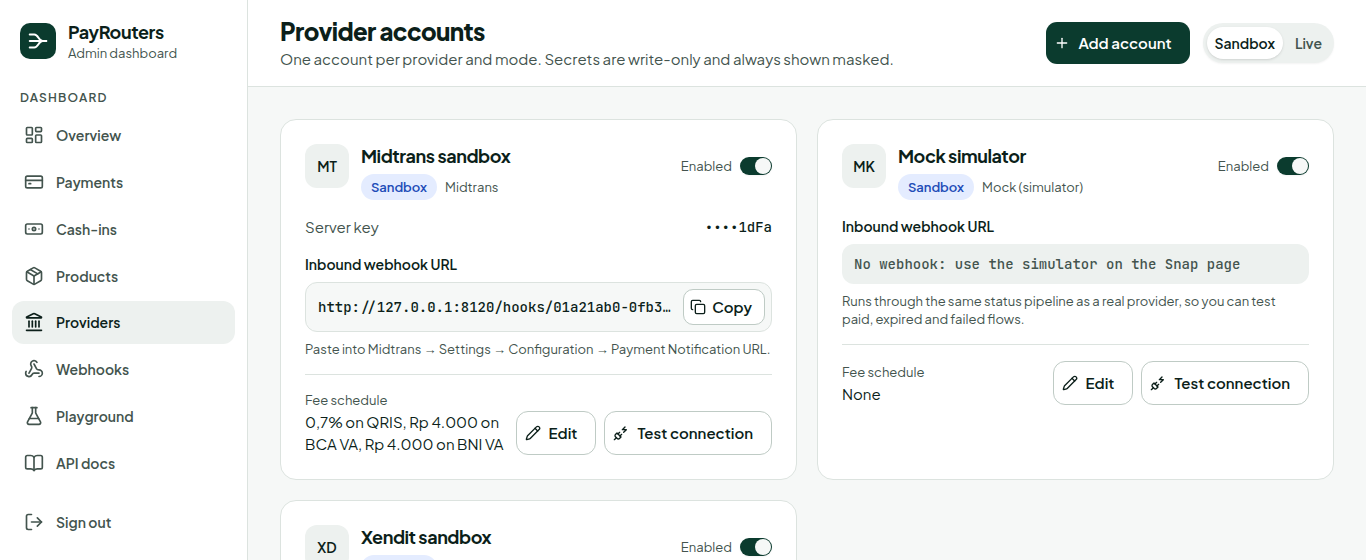 PayRouters
Admin dashboard
DASHBOARD
Overview
Payments
Cash-ins
Products
Providers
Webhooks
Playground
API docs
Sign out
Provider accounts
One account per provider and mode. Secrets are write-only and always shown masked.
Add account
Sandbox Live
MT
Midtrans sandbox
Sandbox Midtrans
Enabled
Server key ••••1dFa
Inbound webhook URL
http://127.0.0.1:8120/hooks/01a21ab0-0fb3… Copy
Paste into Midtrans → Settings → Configuration → Payment Notification URL.
Fee schedule
0,7% on QRIS, Rp 4.000 on
BCA VA, Rp 4.000 on BNI VA
Edit
Test connection
MK
Mock simulator
Sandbox Mock (simulator)
Enabled
Inbound webhook URL
No webhook: use the simulator on the Snap page
Runs through the same status pipeline as a real provider, so you can test
paid, expired and failed flows.
Fee schedule
None
Edit
Test connection
XD
Xendit sandbox
Enabled